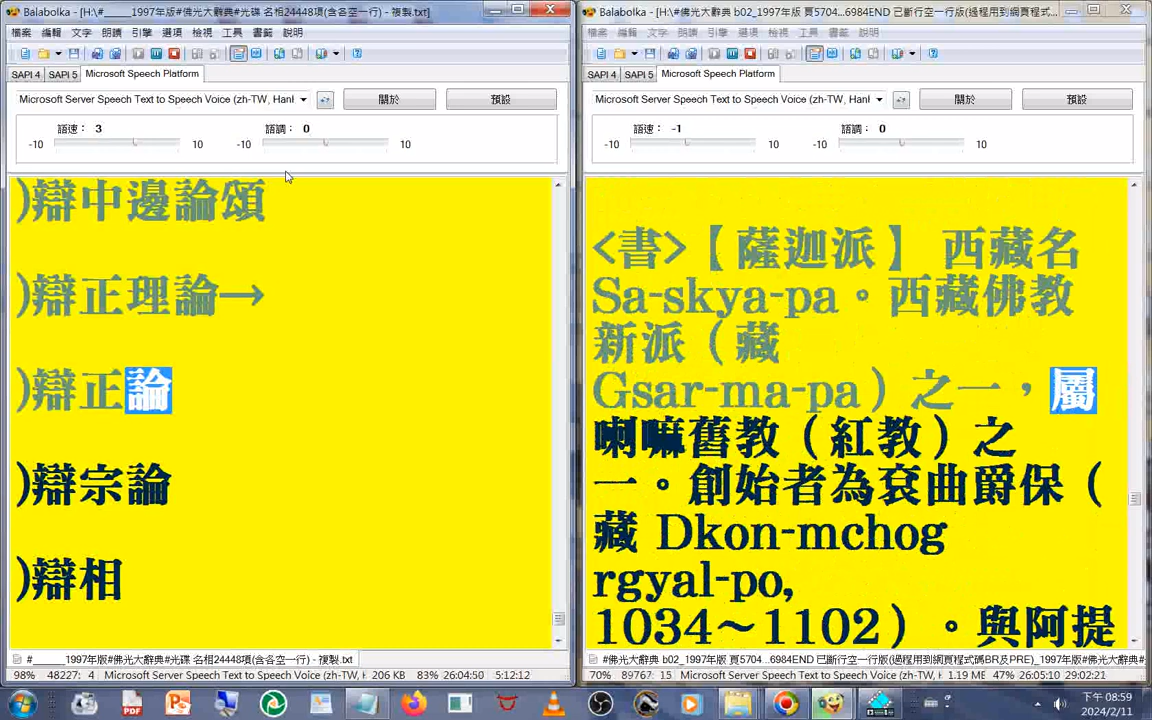 Balabolka - [H:\#_____1997年版#佛光大辭典#光碟 名相24448項(含各空一行) - 複製.txt]
檔案 編輯 文字 朗讀 引擎 選項 檢視 工具 書籤 說明
SAPI 4 SAPI 5 Microsoft Speech Platform
Microsoft Server Speech Text to Speech Voice (zh-TW, Hanl
關於 預設
語速： 3 語調： 0
-10 10 -10 10
)辯中邊論頌
)辯正理論→
)辯正論
)辯宗論
)辯相
#_____1997年版#佛光大辭典#光碟 名相24448項(含各空一行) - 複製.txt
98% 48227: 4 Microsoft Server Speech Text to Speech Voice (zh-TW, H 206 KB 83% 26:04:50 5:12:12
Balabolka - [H:\#佛光大辭典 b02_1997年版 頁5704...6984END 已斷行空一行版(過程用到網頁程式...
檔案 編輯 文字 朗讀 引擎 選項 檢視 工具 書籤 說明
SAPI 4 SAPI 5 Microsoft Speech Platform
Microsoft Server Speech Text to Speech Voice (zh-TW, Hanl
關於 預設
語速： -1 語調： 0
-10 10 -10 10
<書>【薩迦派】 西藏名
Sa-skya-pa。西藏佛教
新派（藏
Gsar-ma-pa）之一，屬
喇嘛舊教（紅教）之
一。創始者為袞曲爵保（
藏 Dkon-mchog
rgyal-po,
1034～1102）。與阿提
#佛光大辭典 b02_1997年版 頁5704...6984END 已斷行空一行版(過程用到網頁程式碼BR及PRE)_1997年版#佛光大辭典#
70% 89767: 15 Microsoft Server Speech Text to Speech Voice (zh-TW, H 1.19 ME 47% 26:05:10 29:02:21
下午 08:59
2024/2/11